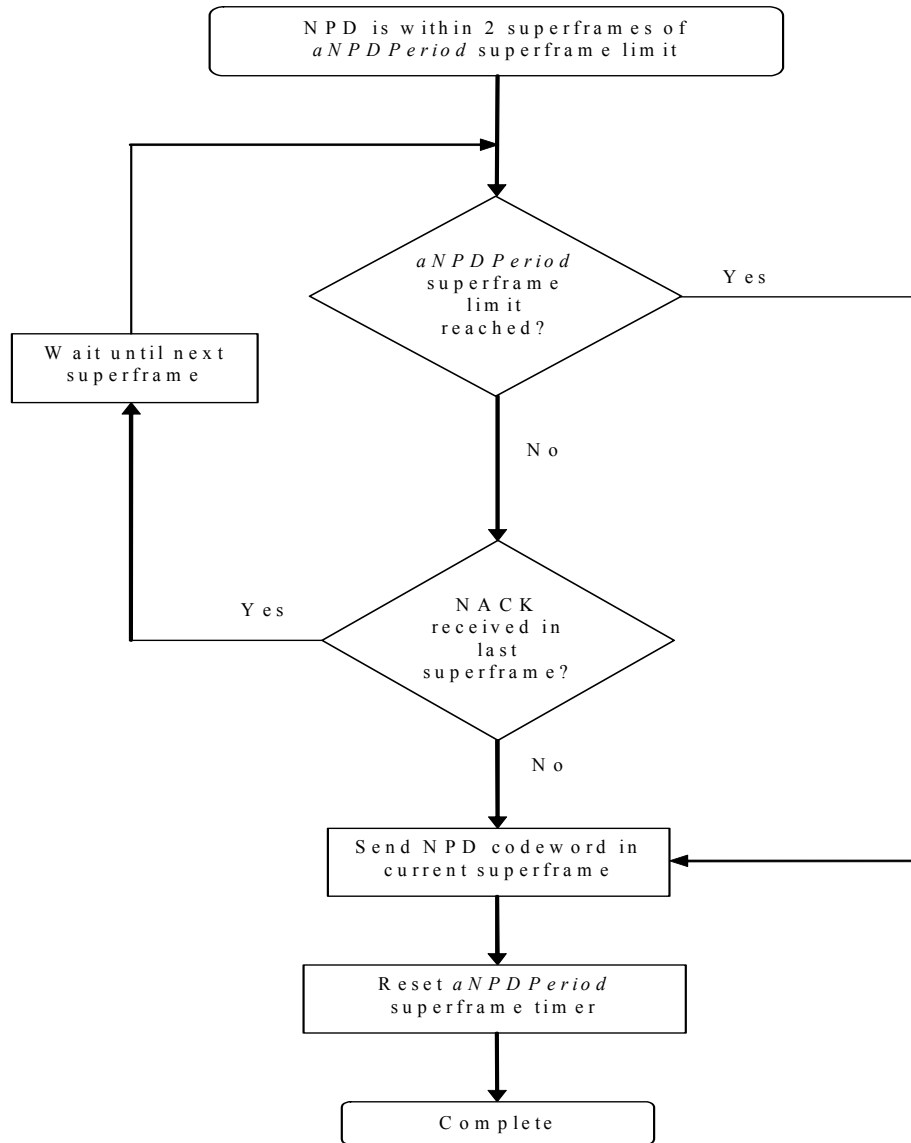 NPD is within 2 superframes of
aNPDPeriod superframe limit
aNPDPeriod
superframe
limit
reached?
Yes
Wait until next
superframe
No
Yes
NACK
received in
last
superframe?
No
Send NPD codeword in
current superframe
Reset aNPDPeriod
superframe timer
Complete